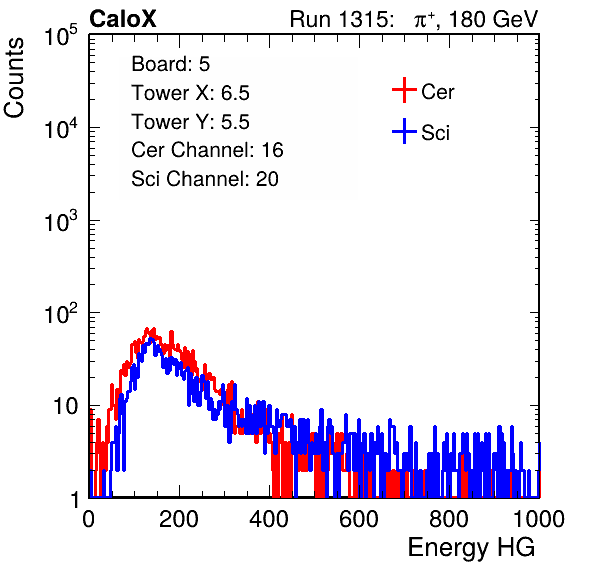 CaloX Run 1315: π⁺, 180 GeV
Counts
10⁵
10⁴
10³
10²
10
1
Board: 5
Tower X: 6.5
Tower Y: 5.5
Cer Channel: 16
Sci Channel: 20
Cer
Sci
0 200 400 600 800 1000
Energy HG